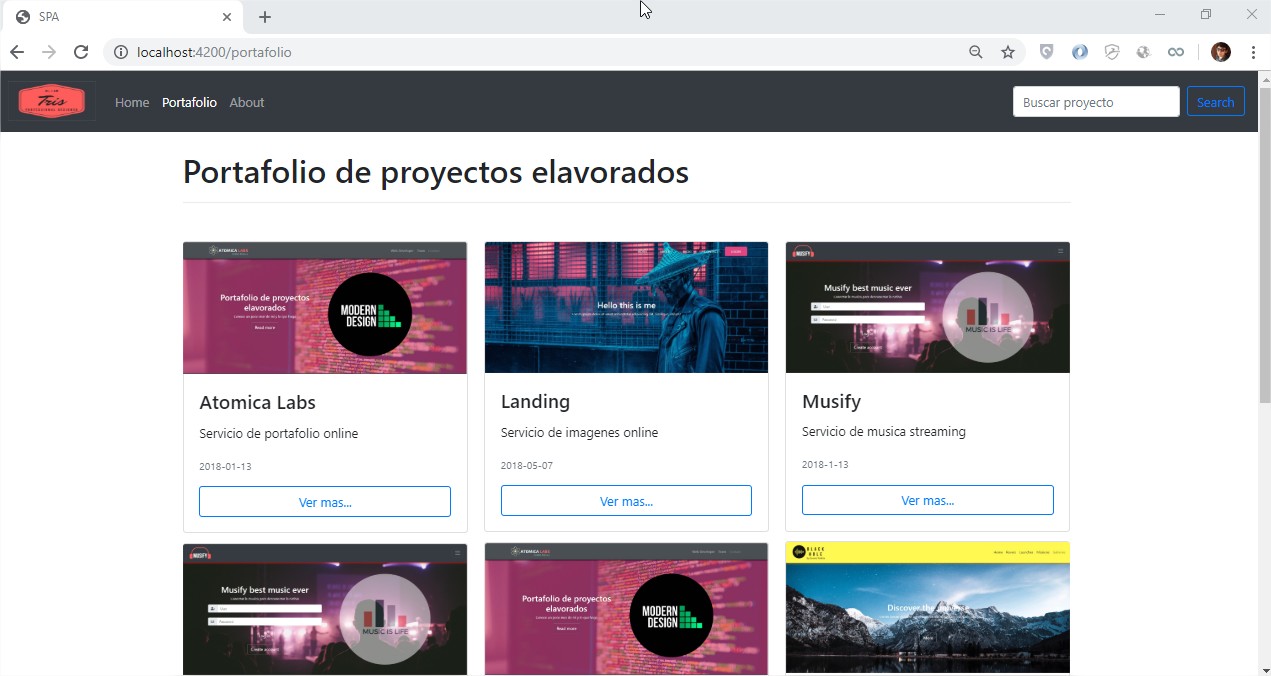 SPA
localhost:4200/portafolio
Tris
Home Portafolio About
Buscar proyecto
Search
Portafolio de proyectos elavorados
ATOMICA LABS
Portafolio de proyectos
elavorados
Read more
MODERN
DESIGN
Atomica Labs
Servicio de portafolio online
2018-01-13
Ver mas...
Hello this is me
Landing
Servicio de imagenes online
2018-05-07
Ver mas...
MUSIFY
Musify best music ever
Create account
MUSIC IS LIFE
Musify
Servicio de musica streaming
2018-1-13
Ver mas...
MUSIFY
Musify best music ever
Create account
MUSIC IS LIFE
ATOMICA LABS
Portafolio de proyectos
elavorados
Read more
MODERN
DESIGN
BLACK
HOLE
Discover the universe